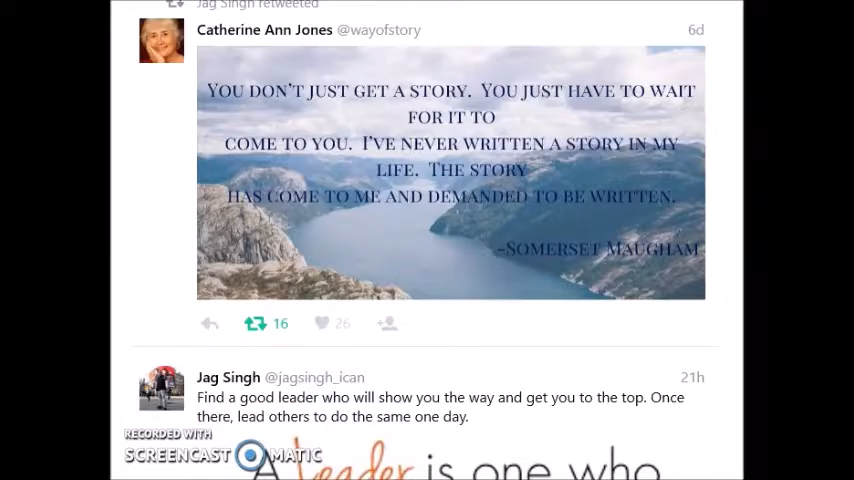 Jag Singh retweeted
Catherine Ann Jones @wayofstory 6d
YOU DON'T JUST GET A STORY. YOU JUST HAVE TO WAIT
FOR IT TO
COME TO YOU. I'VE NEVER WRITTEN A STORY IN MY
LIFE. THE STORY
HAS COME TO ME AND DEMANDED TO BE WRITTEN.
-SOMERSET MAUGHAM
16 26
Jag Singh @jagsingh_ican 21h
Find a good leader who will show you the way and get you to the top. Once
there, lead others to do the same one day.
RECORDED WITH
SCREENCAST MATIC
A Leader is one who